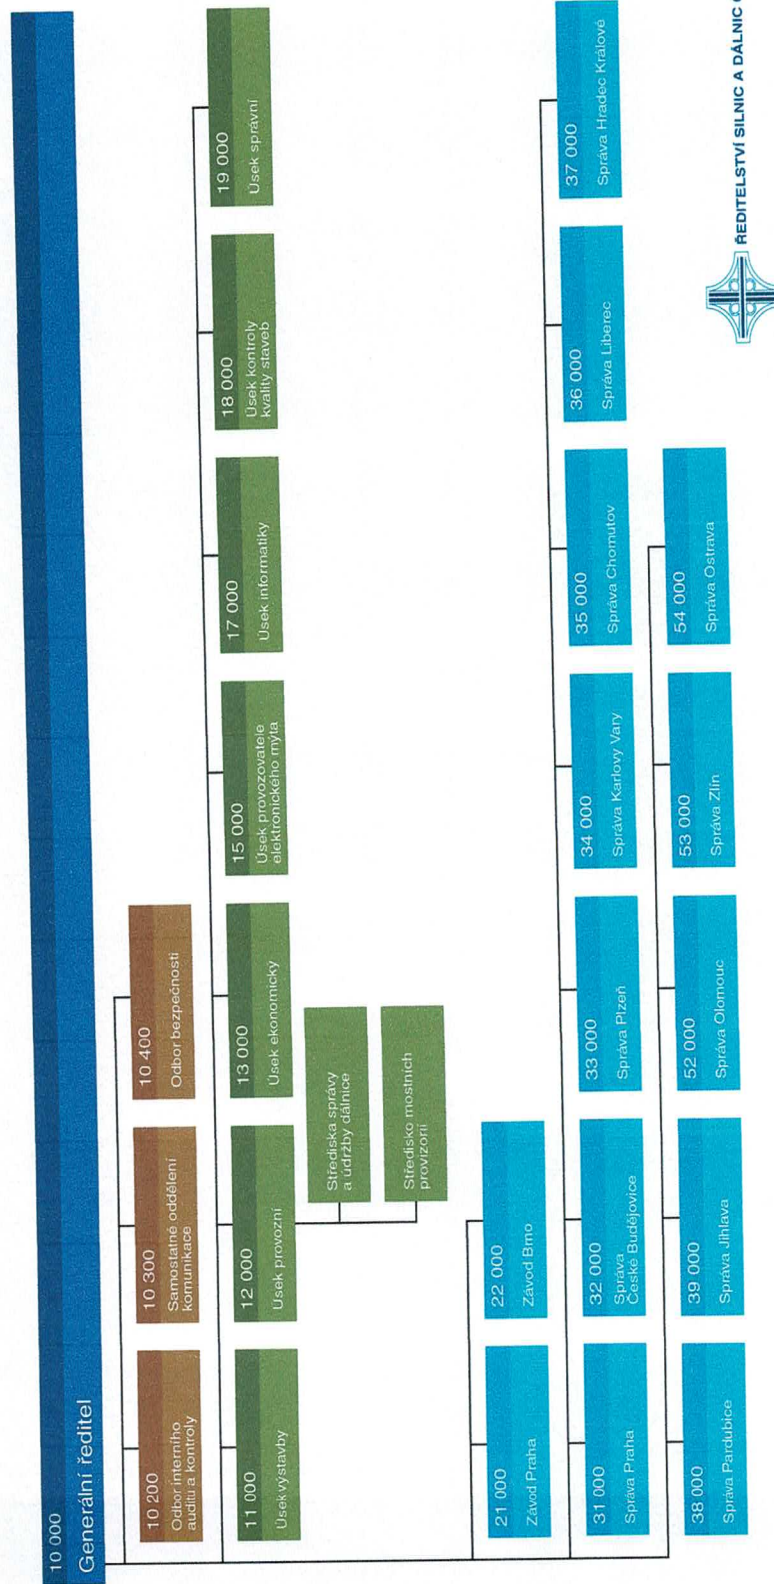 10 000
Generální ředitel
10 200
Odbor interního
auditu a kontroly
10 300
Samostatné oddělení
komunikace
10 400
Odbor bezpečnosti
11 000
Úsek výstavby
12 000
Úsek provozní
13 000
Úsek ekonomický
15 000
Úsek provozovatele
elektronického mýta
17 000
Úsek informatiky
18 000
Úsek kontroly
kvality staveb
19 000
Úsek správní
Střediska správy
a údržby dálnice
Středisko mostních
provizorií
21 000
Závod Praha
22 000
Závod Brno
31 000
Správa Praha
32 000
Správa
České Budějovice
33 000
Správa Plzeň
34 000
Správa Karlovy Vary
35 000
Správa Chomutov
36 000
Správa Liberec
37 000
Správa Hradec Králové
38 000
Správa Pardubice
39 000
Správa Jihlava
52 000
Správa Olomouc
53 000
Správa Zlín
54 000
Správa Ostrava
ŘEDITELSTVÍ SILNIC A DÁLNIC